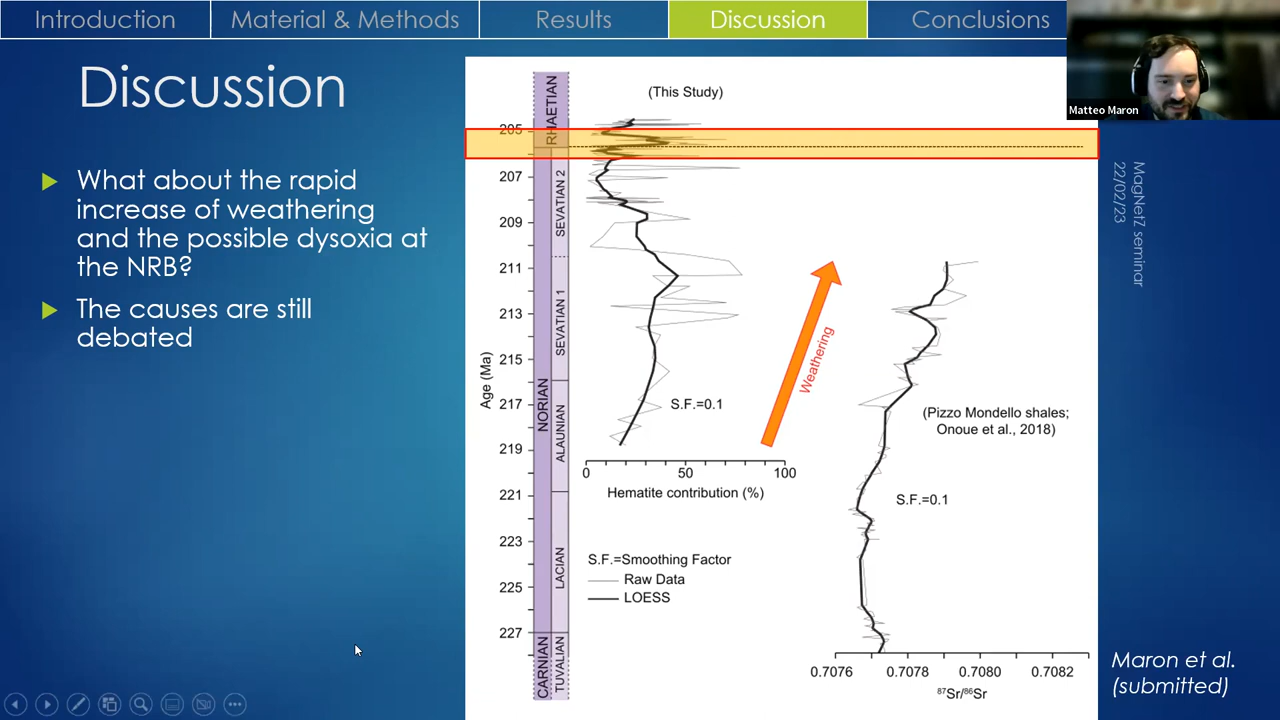 Introduction
Material & Methods
Results
Discussion
Conclusions
Matteo Maron
Discussion
What about the rapid
increase of weathering
and the possible dysoxia at
the NRB?
The causes are still
debated
(This Study)
Age (Ma)
205
207
209
211
213
215
217
219
221
223
225
227
RHAETIAN
NORIAN
CARNIAN
SEVATIAN 2
SEVATIAN 1
ALAUNIAN
LACIAN
TUVALIAN
S.F.=0.1
0
50
100
Hematite contribution (%)
Weathering
(Pizzo Mondello shales;
Onoue et al., 2018)
S.F.=0.1
S.F.=Smoothing Factor
Raw Data
LOESS
0.7076
0.7078
0.7080
0.7082
⁸⁷Sr/⁸⁶Sr
MagNetZ seminar
22/02/23
Maron et al.
(submitted)